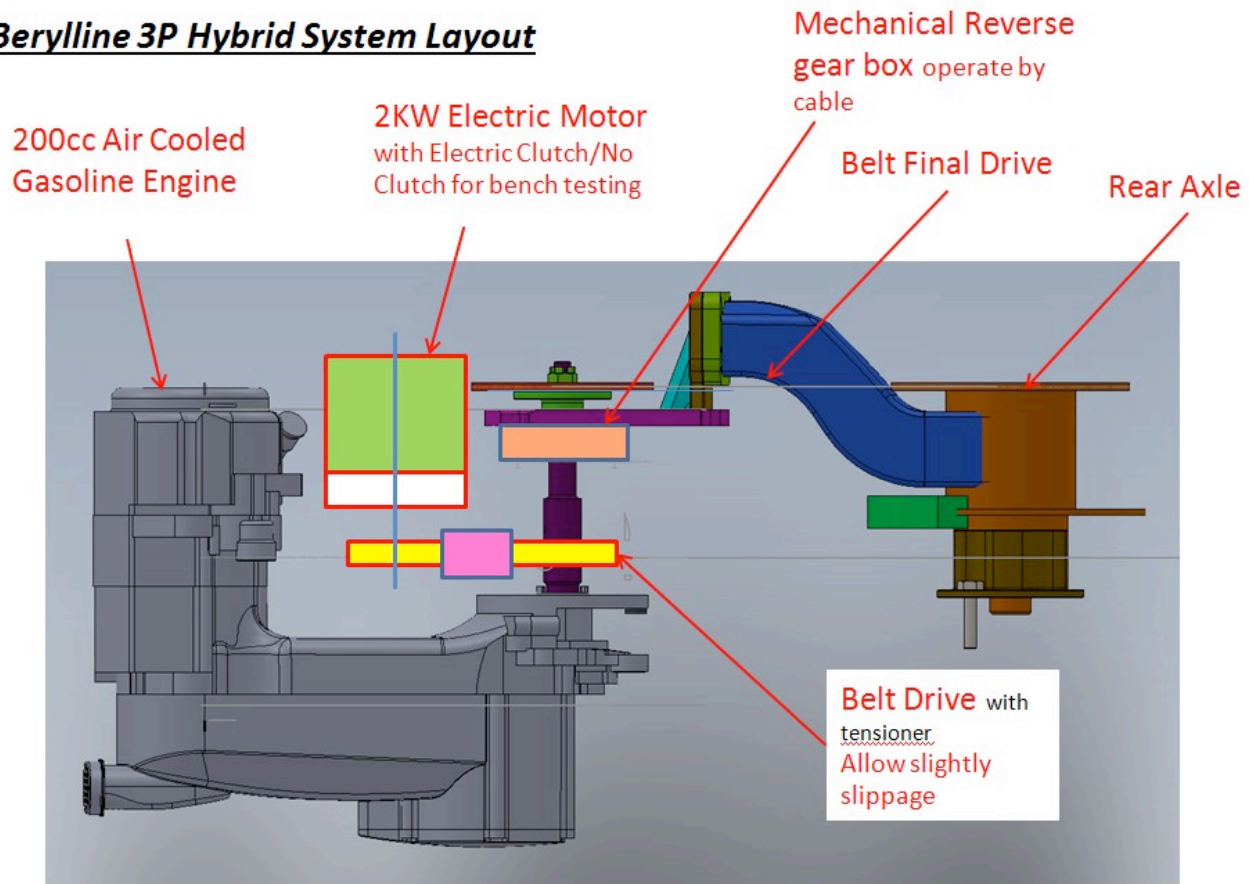 Berylline 3P Hybrid System Layout
Mechanical Reverse
gear box operate by
cable
2KW Electric Motor
with Electric Clutch/No
Clutch for bench testing
200cc Air Cooled
Gasoline Engine
Belt Final Drive
Rear Axle
Belt Drive with
tensioner
Allow slightly
slippage